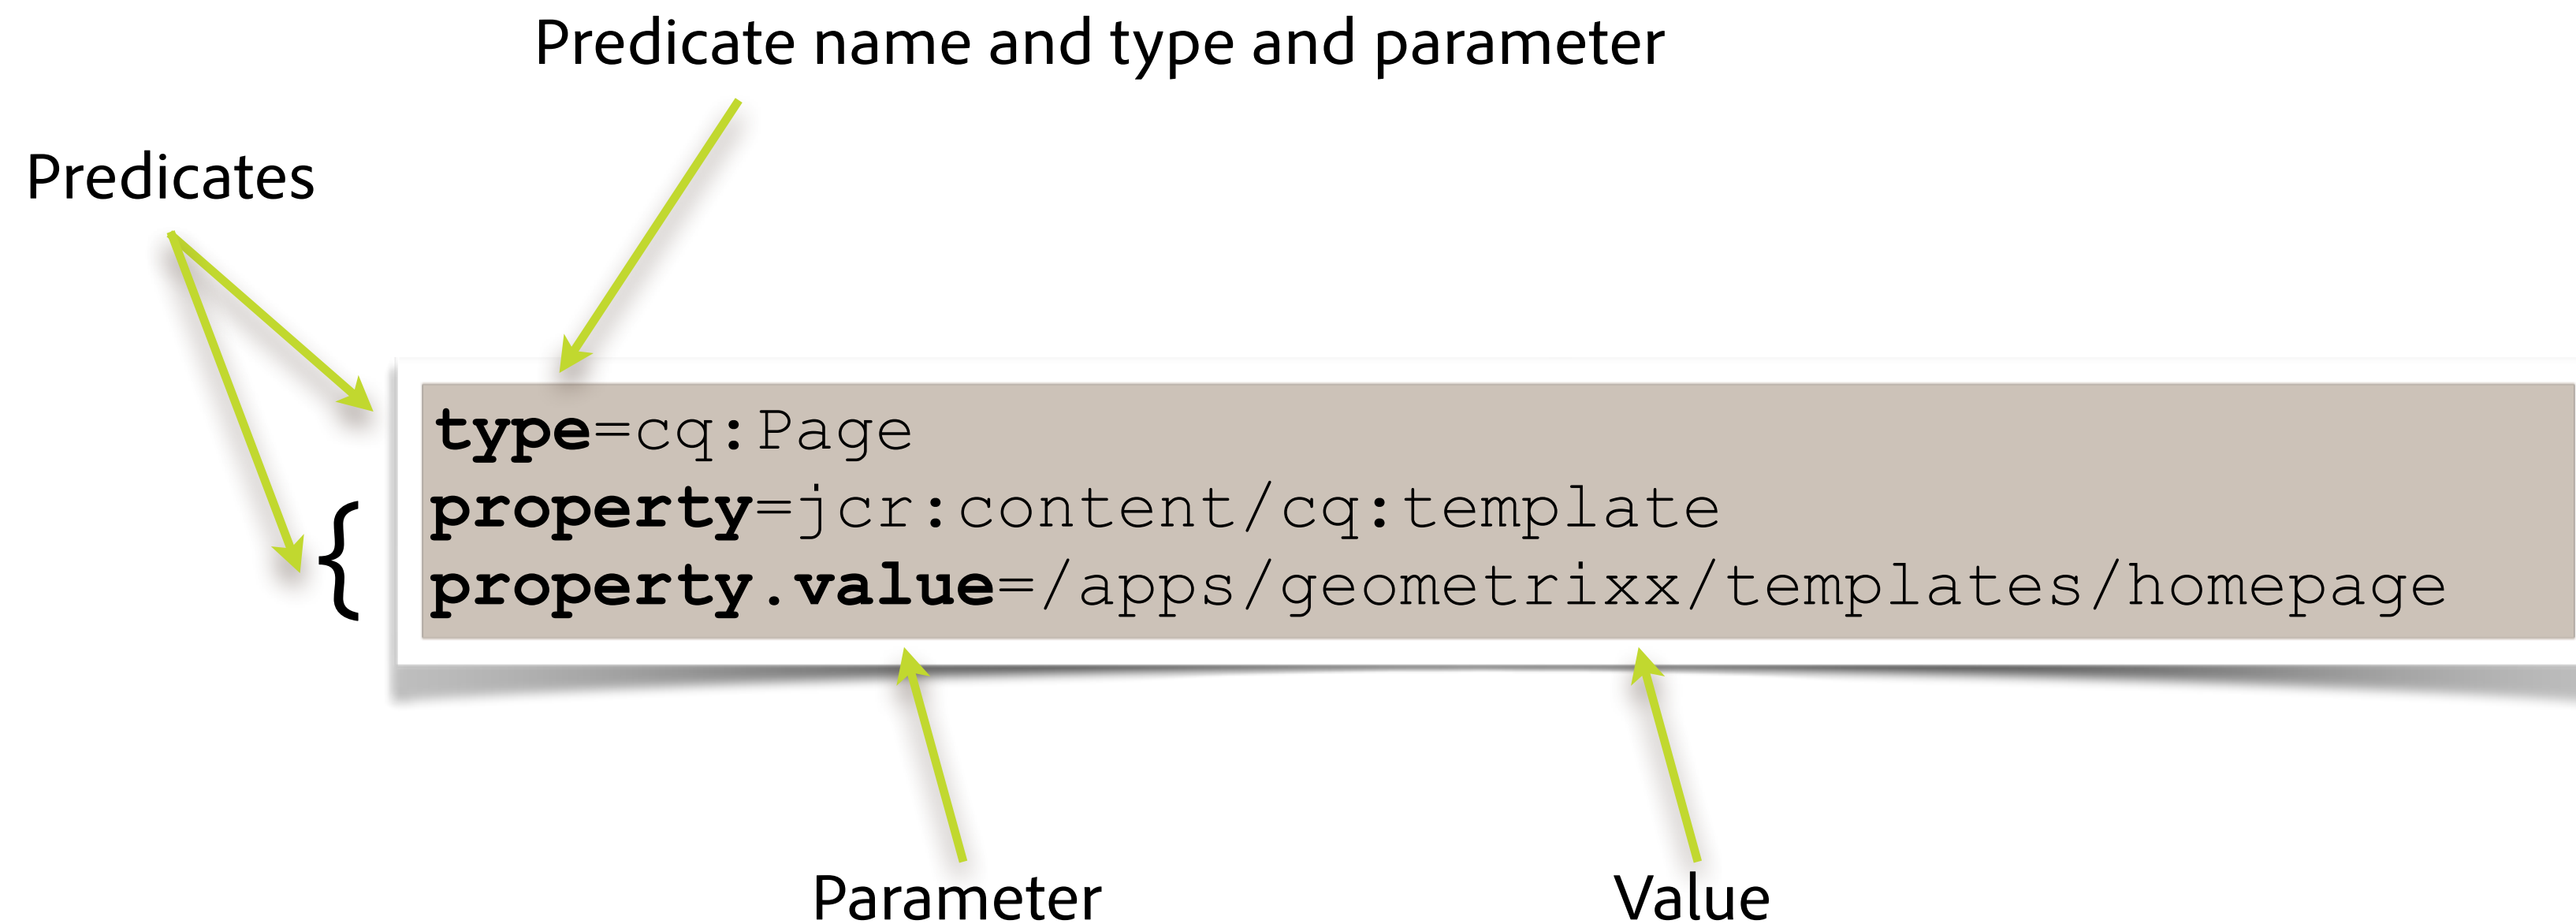 Predicate name and type and parameter
Predicates
type=cq:Page
{
property=jcr:content/cq:template
property.value=/apps/geometrixx/templates/homepage
Parameter
Value